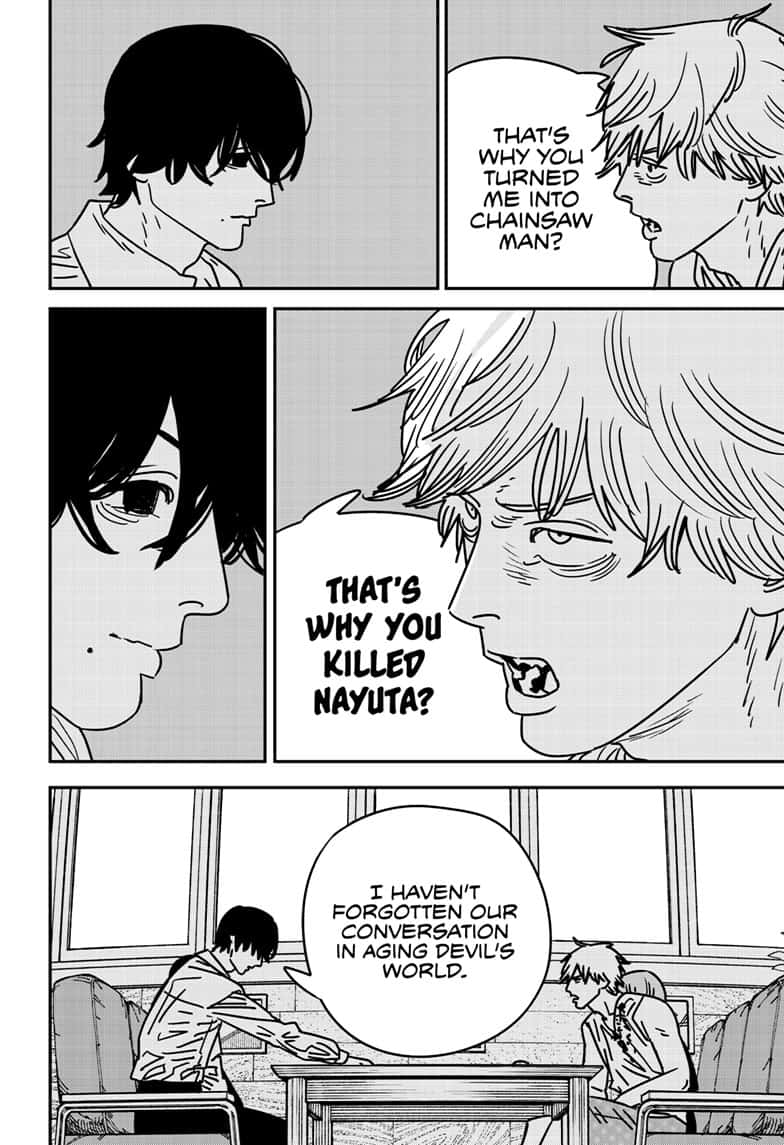 THAT'S
WHY YOU
TURNED
ME INTO
CHAINSAW
MAN?
THAT'S
WHY YOU
KILLED
NAYUTA?
I HAVEN'T
FORGOTTEN OUR
CONVERSATION
IN AGING DEVIL'S
WORLD.